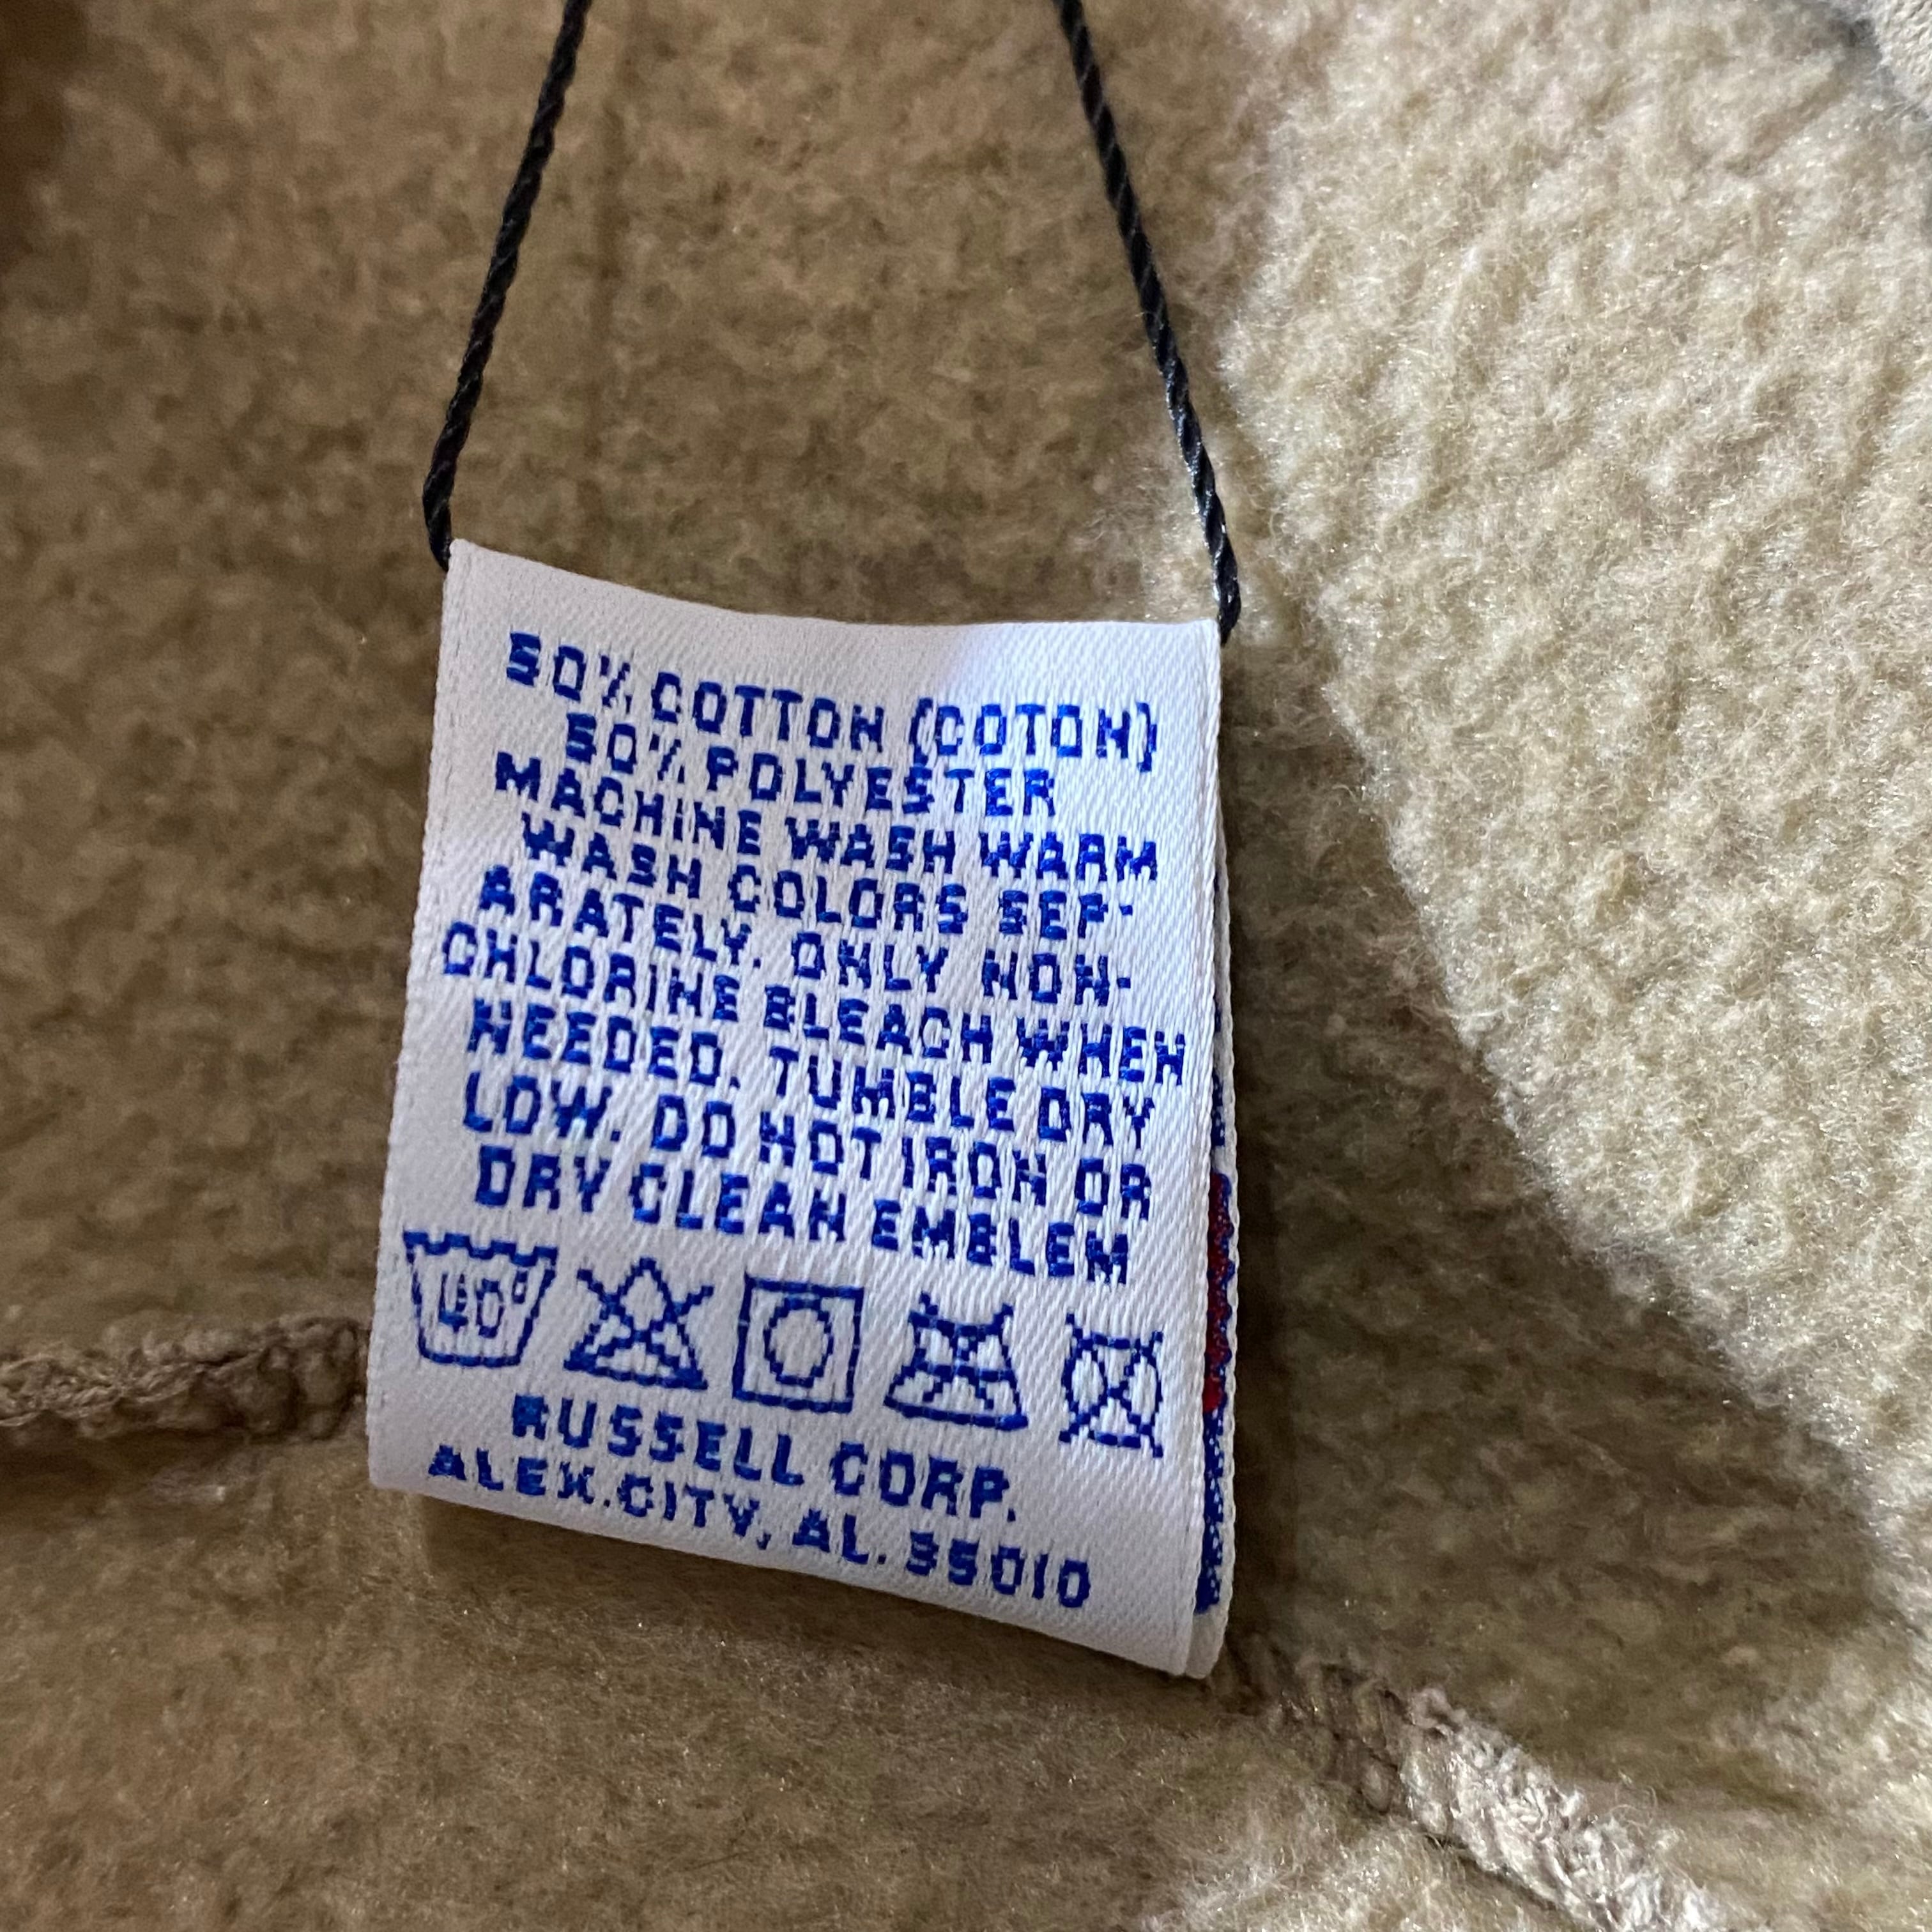 50% COTTON (COTON)
50% POLYESTER
MACHINE WASH WARM
WASH COLORS SEP-
ARATELY. ONLY NON-
CHLORINE BLEACH WHEN
NEEDED. TUMBLE DRY
LOW. DO NOT IRON OR
DRY CLEAN EMBLEM
40°
RUSSELL CORP.
ALEX.CITY, AL. 35010